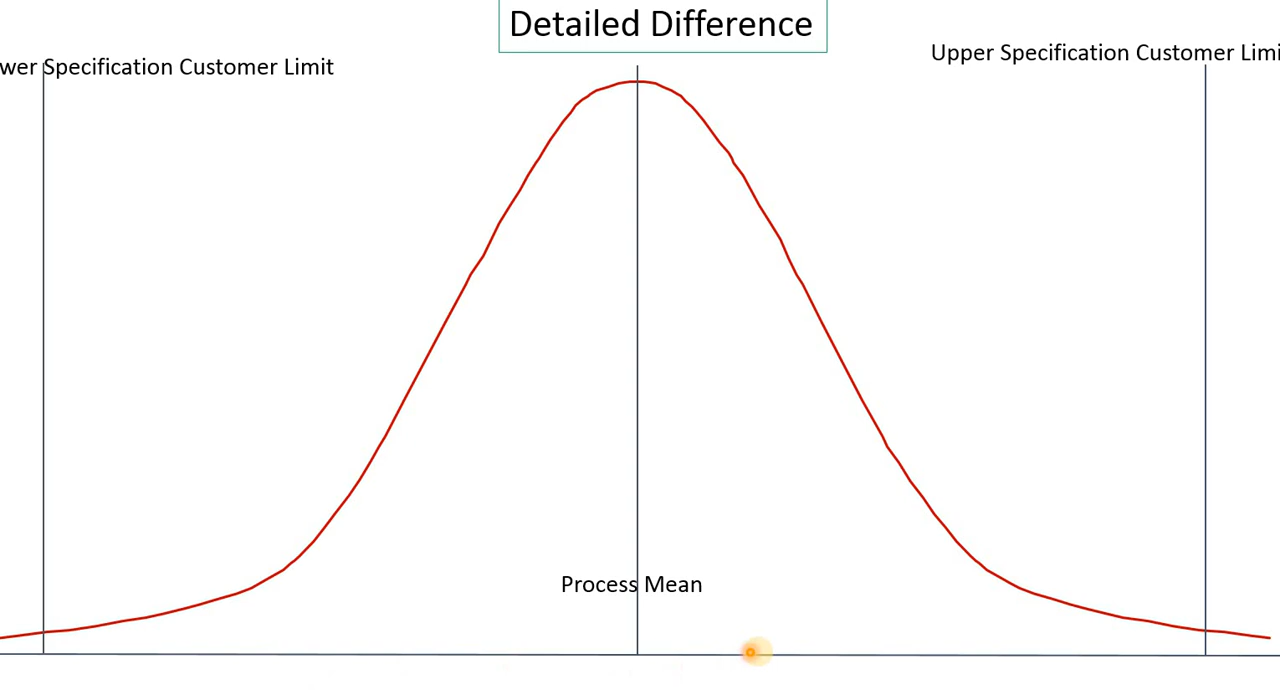 Detailed Difference
wer Specification Customer Limit
Upper Specification Customer Limi
Process Mean